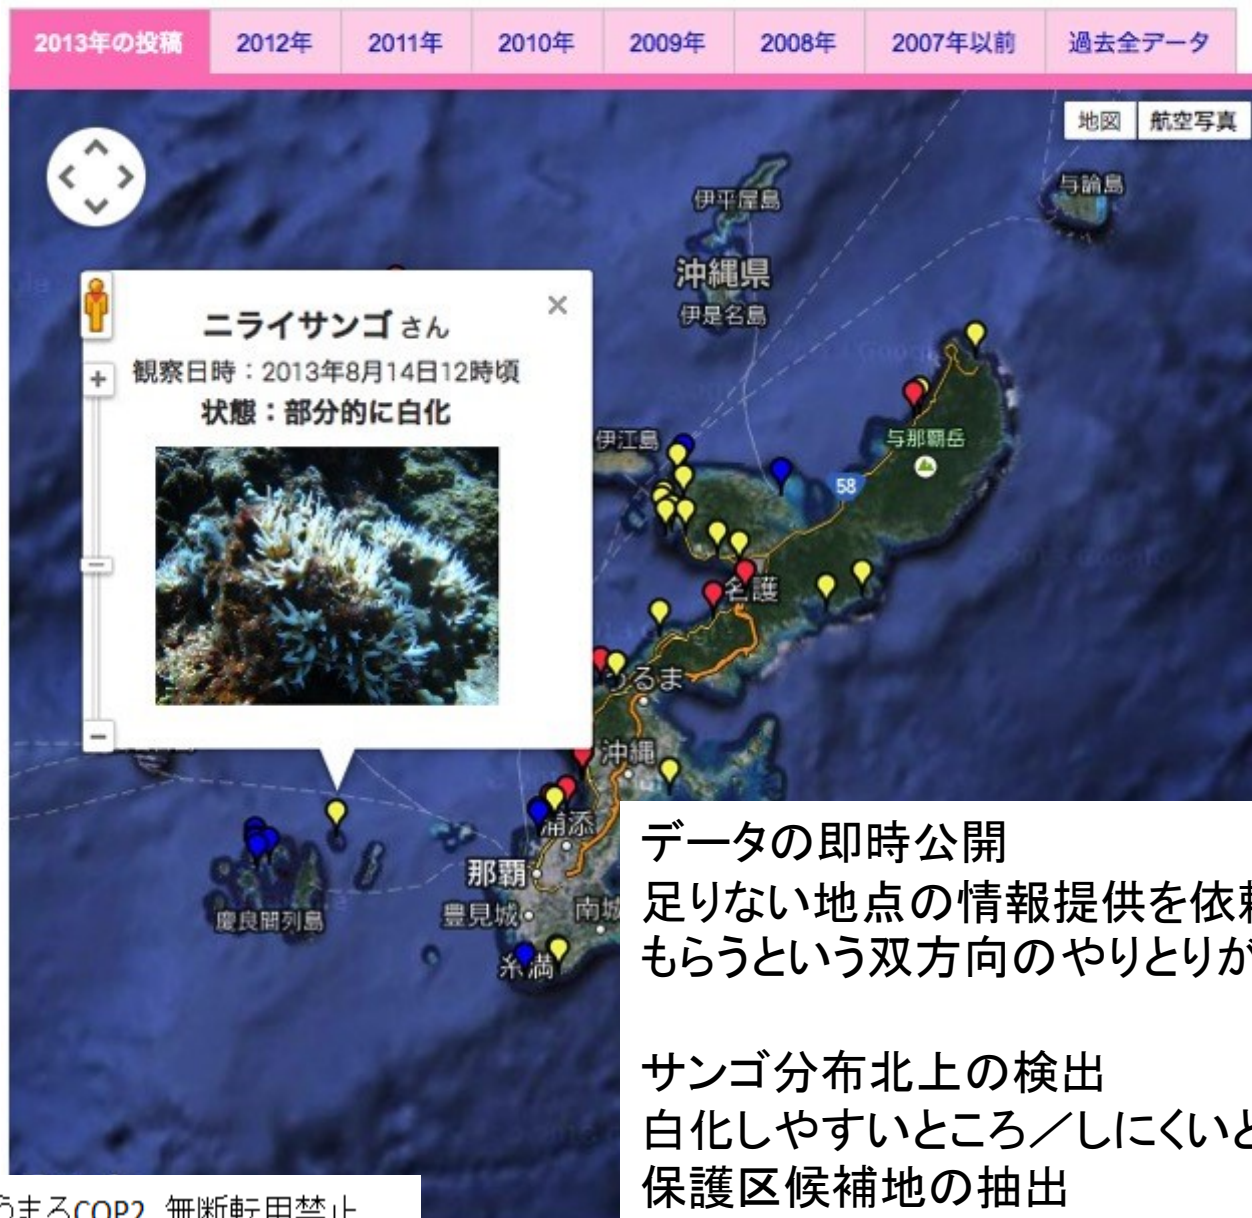 2013年の投稿 2012年 2011年 2010年 2009年 2008年 2007年以前 過去全データ
地図 航空写真
与論島
伊平屋島
沖縄県
伊是名島
ニライサンゴ さん ×
観察日時：2013年8月14日12時頃
状態：部分的に白化
伊江島
与那覇岳
58
名護
うるま
沖縄
浦添
那覇
慶良間列島
豊見城
南城
糸満
データの即時公開
足りない地点の情報提供を依頼
もらうという双方向のやりとりが
サンゴ分布北上の検出
白化しやすいところ／しにくいと
保護区候補地の抽出
うまるCOP2 無断転用禁止